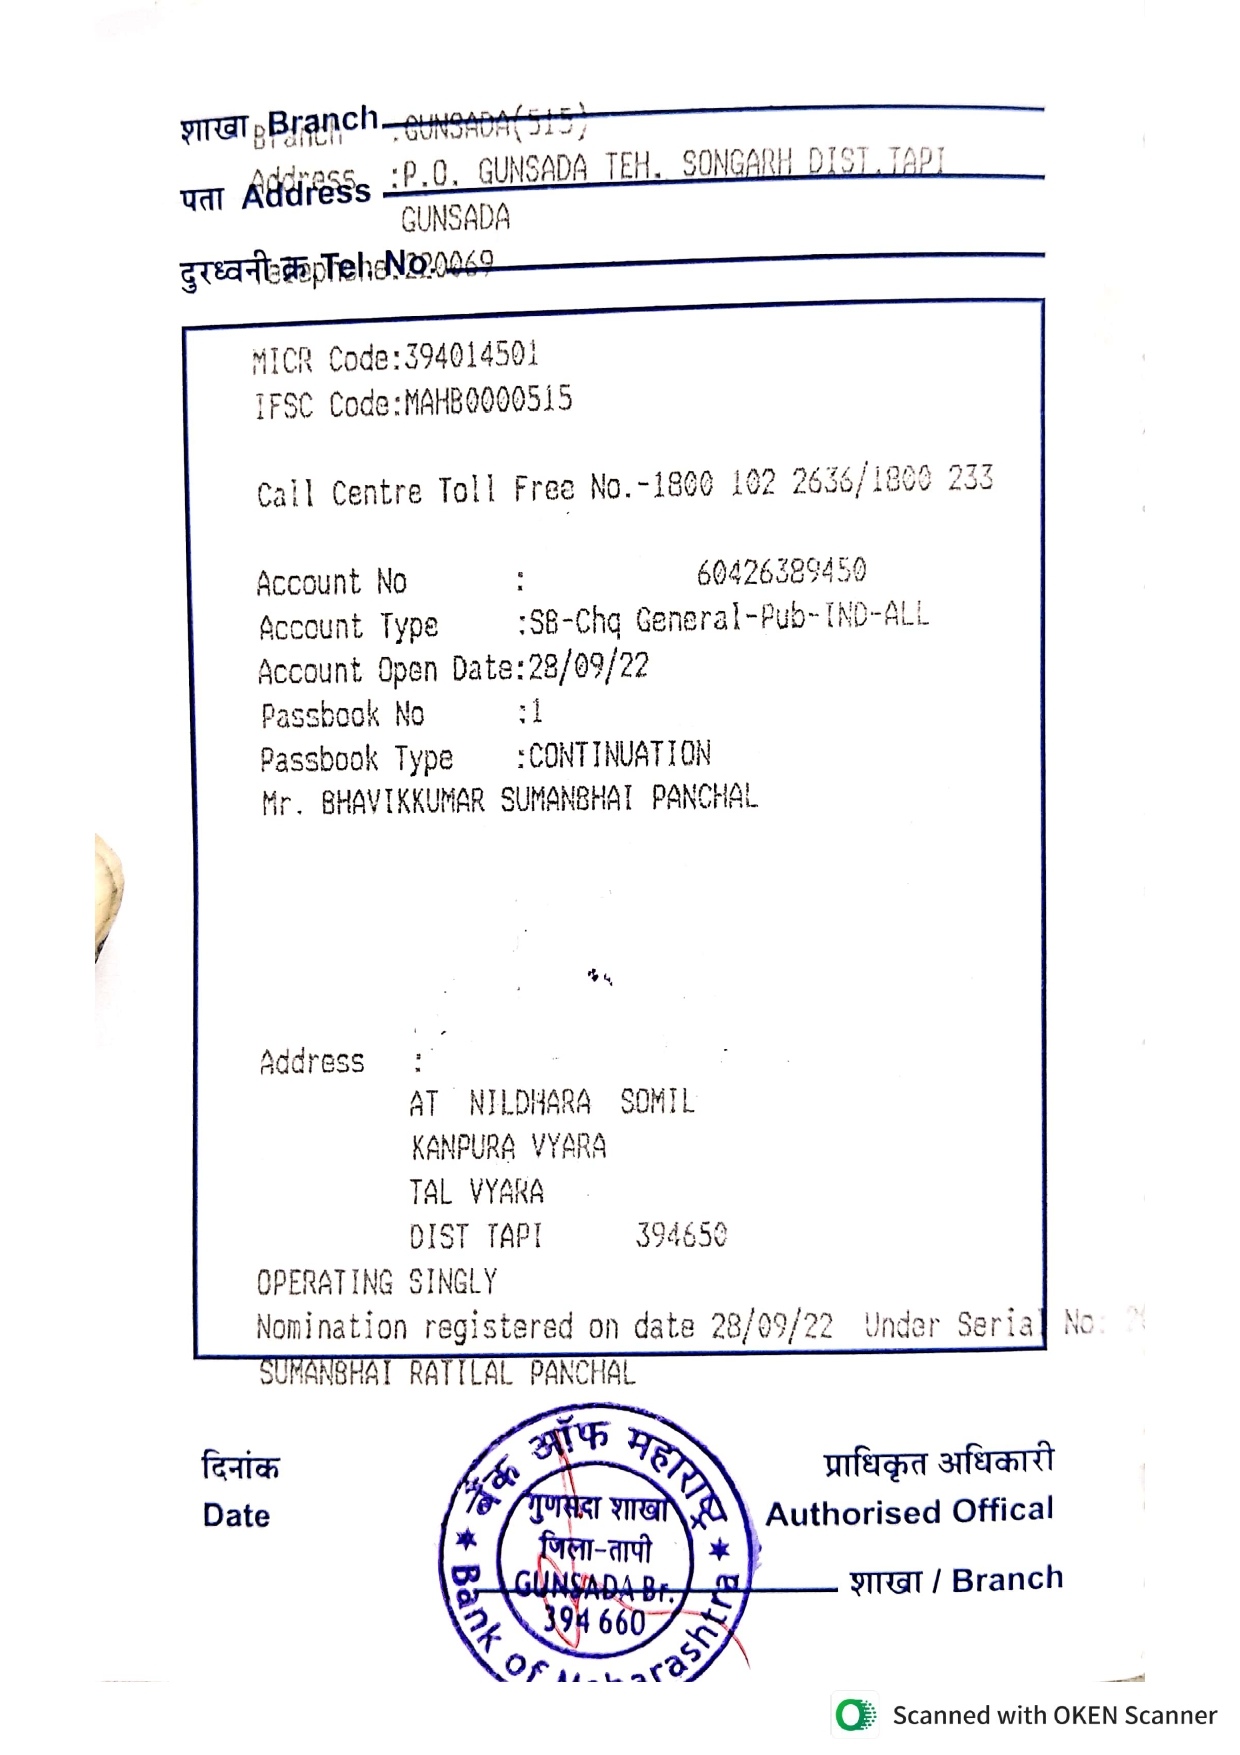 शाखा Branch
Branch :GUNSADA(515)
Address :P.O. GUNSADA TEH. SONGARH DIST.TAPI
पता Address
GUNSADA
दुरध्वनी क्र Tel No.
Telephone:220069
MICR Code:394014501
IFSC Code:MAHB0000515
Call Centre Toll Free No.-1800 102 2636/1800 233
Account No : 60426389450
Account Type :SB-Chq General-Pub-IND-ALL
Account Open Date:28/09/22
Passbook No :1
Passbook Type :CONTINUATION
Mr. BHAVIKKUMAR SUMANBHAI PANCHAL
Address :
AT NILDHARA SOMIL
KANPURA VYARA
TAL VYARA
DIST TAPI 394650
OPERATING SINGLY
Nomination registered on date 28/09/22 Under Serial No:
SUMANBHAI RATILAL PANCHAL
दिनांक
Date
बैंक ऑफ महाराष्ट्र
गुणसदा शाखा
जिला-तापी
GUNSADA Br.
394 660
Bank of Maharashtra
प्राधिकृत अधिकारी
Authorised Offical
शाखा / Branch
Scanned with OKEN Scanner